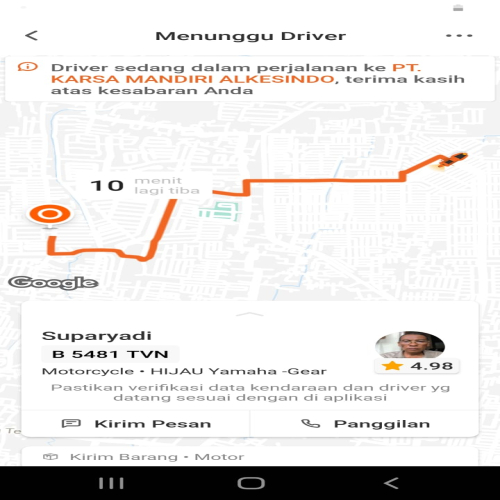 Menunggu Driver
Driver sedang dalam perjalanan ke PT.
KARSA MANDIRI ALKESINDO, terima kasih
atas kesabaran Anda
10 menit
lagi tiba
Google
Suparyadi
B 5481 TVN
4.98
Motorcycle • HIJAU Yamaha -Gear
Pastikan verifikasi data kendaraan dan driver yg
datang sesuai dengan di aplikasi
Kirim Pesan
Panggilan
Te
Kirim Barang • Motor